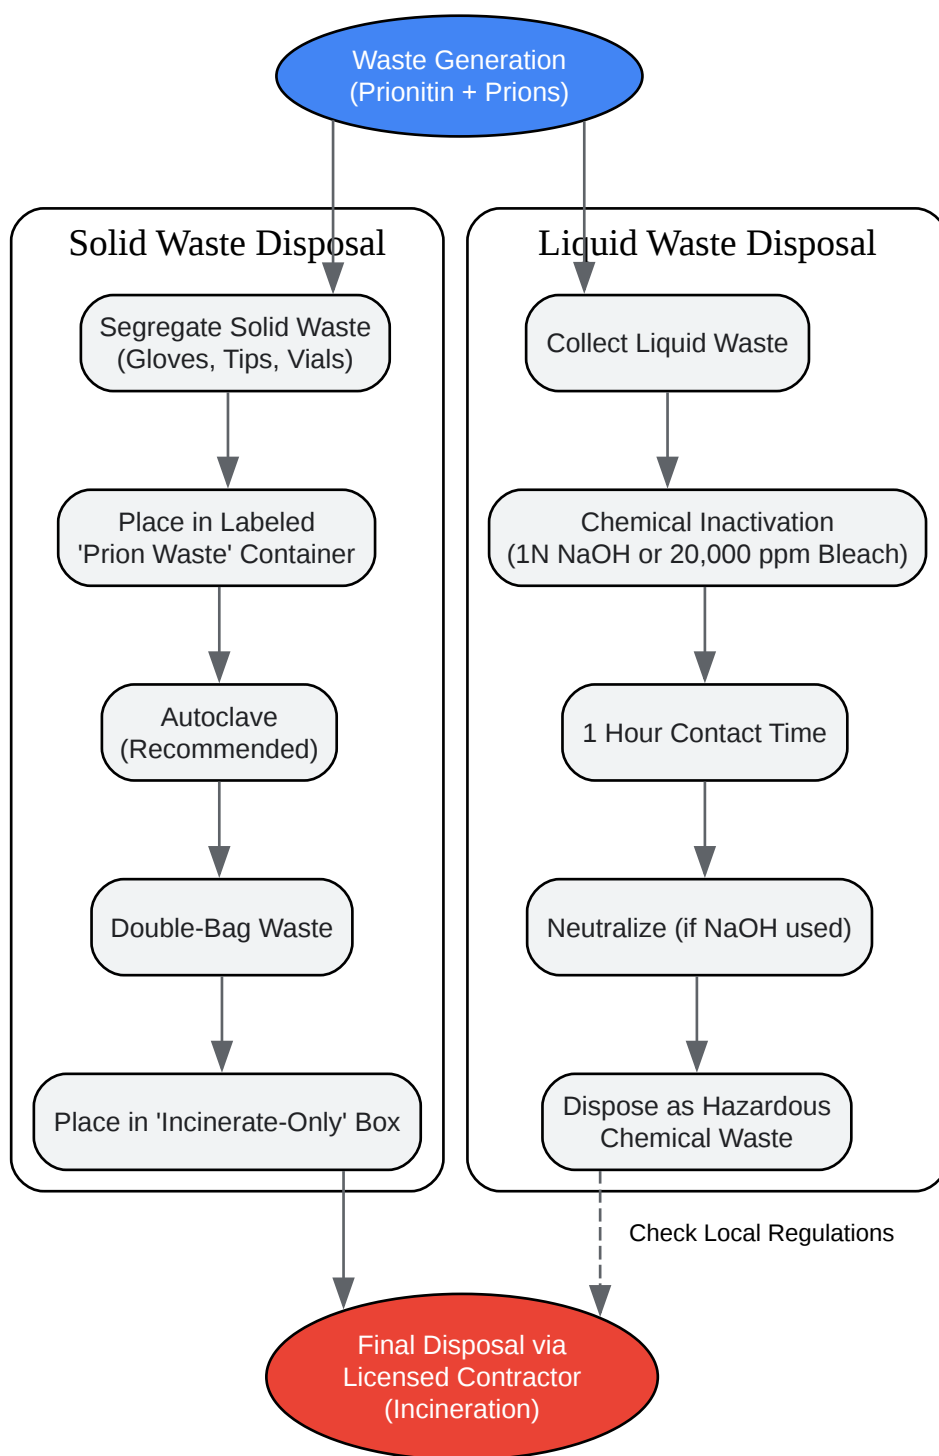 Waste Generation
(Prionitin + Prions)
Solid Waste Disposal
Segregate Solid Waste
(Gloves, Tips, Vials)
Place in Labeled
'Prion Waste' Container
Autoclave
(Recommended)
Double-Bag Waste
Place in 'Incinerate-Only' Box
Liquid Waste Disposal
Collect Liquid Waste
Chemical Inactivation
(1N NaOH or 20,000 ppm Bleach)
1 Hour Contact Time
Neutralize (if NaOH used)
Dispose as Hazardous
Chemical Waste
Check Local Regulations
Final Disposal via
Licensed Contractor
(Incineration)